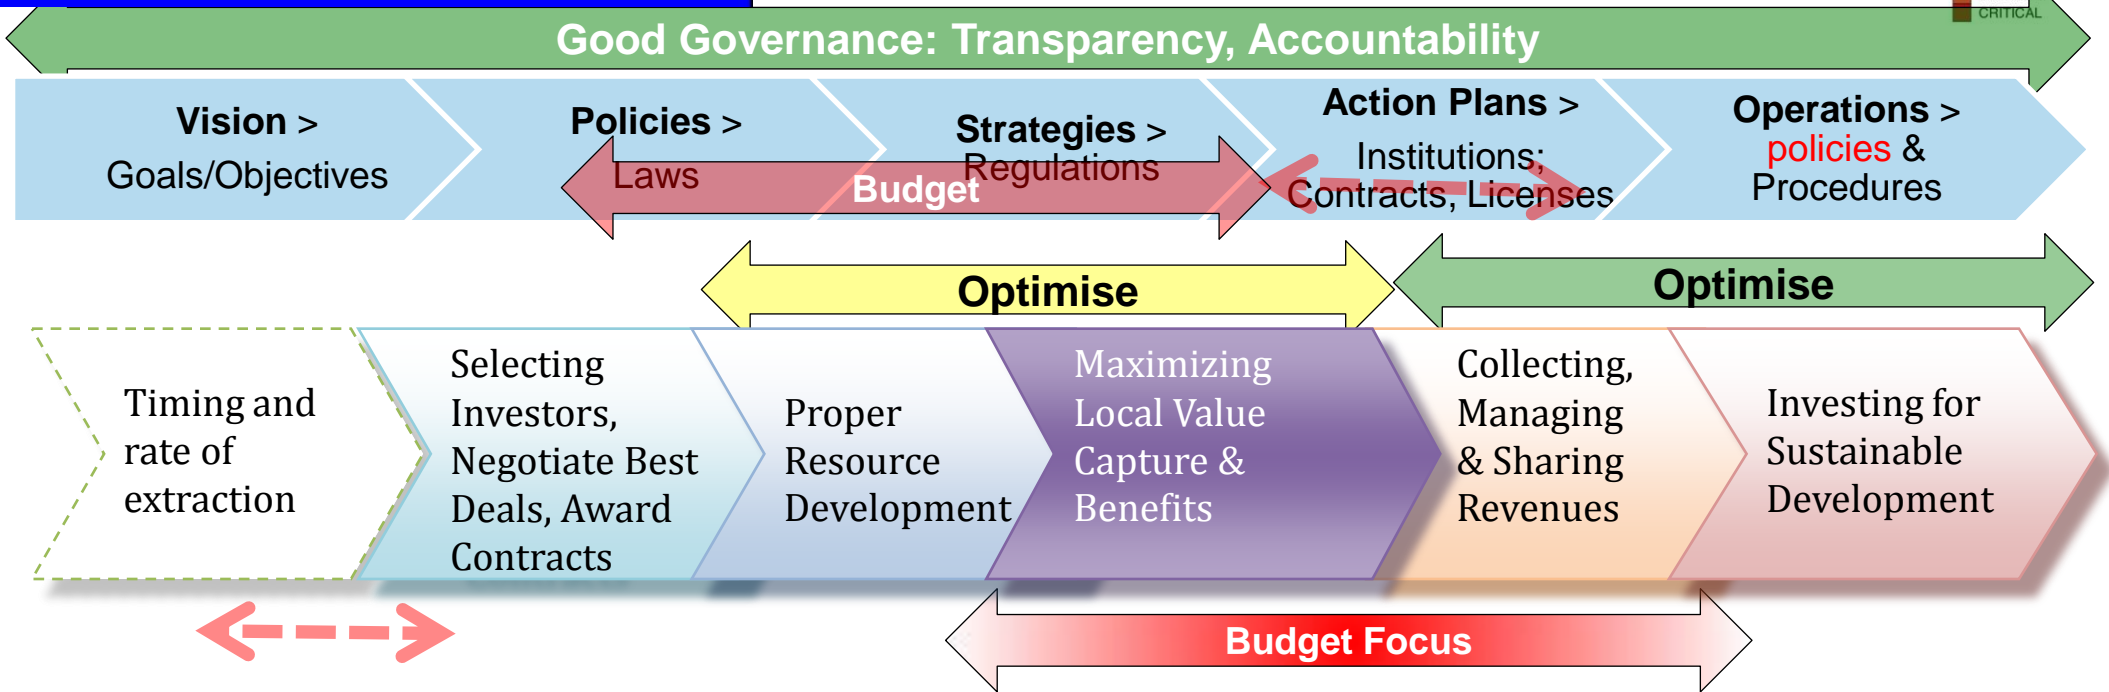 CRITICAL
Good Governance: Transparency, Accountability
Vision >
Goals/Objectives
Policies >
Laws
Strategies >
Regulations
Action Plans >
Institutions;
Contracts, Licenses
Operations >
policies &
Procedures
Budget
Optimise
Optimise
Timing and
rate of
extraction
Selecting
Investors,
Negotiate Best
Deals, Award
Contracts
Proper
Resource
Development
Maximizing
Local Value
Capture &
Benefits
Collecting,
Managing
& Sharing
Revenues
Investing for
Sustainable
Development
Budget Focus